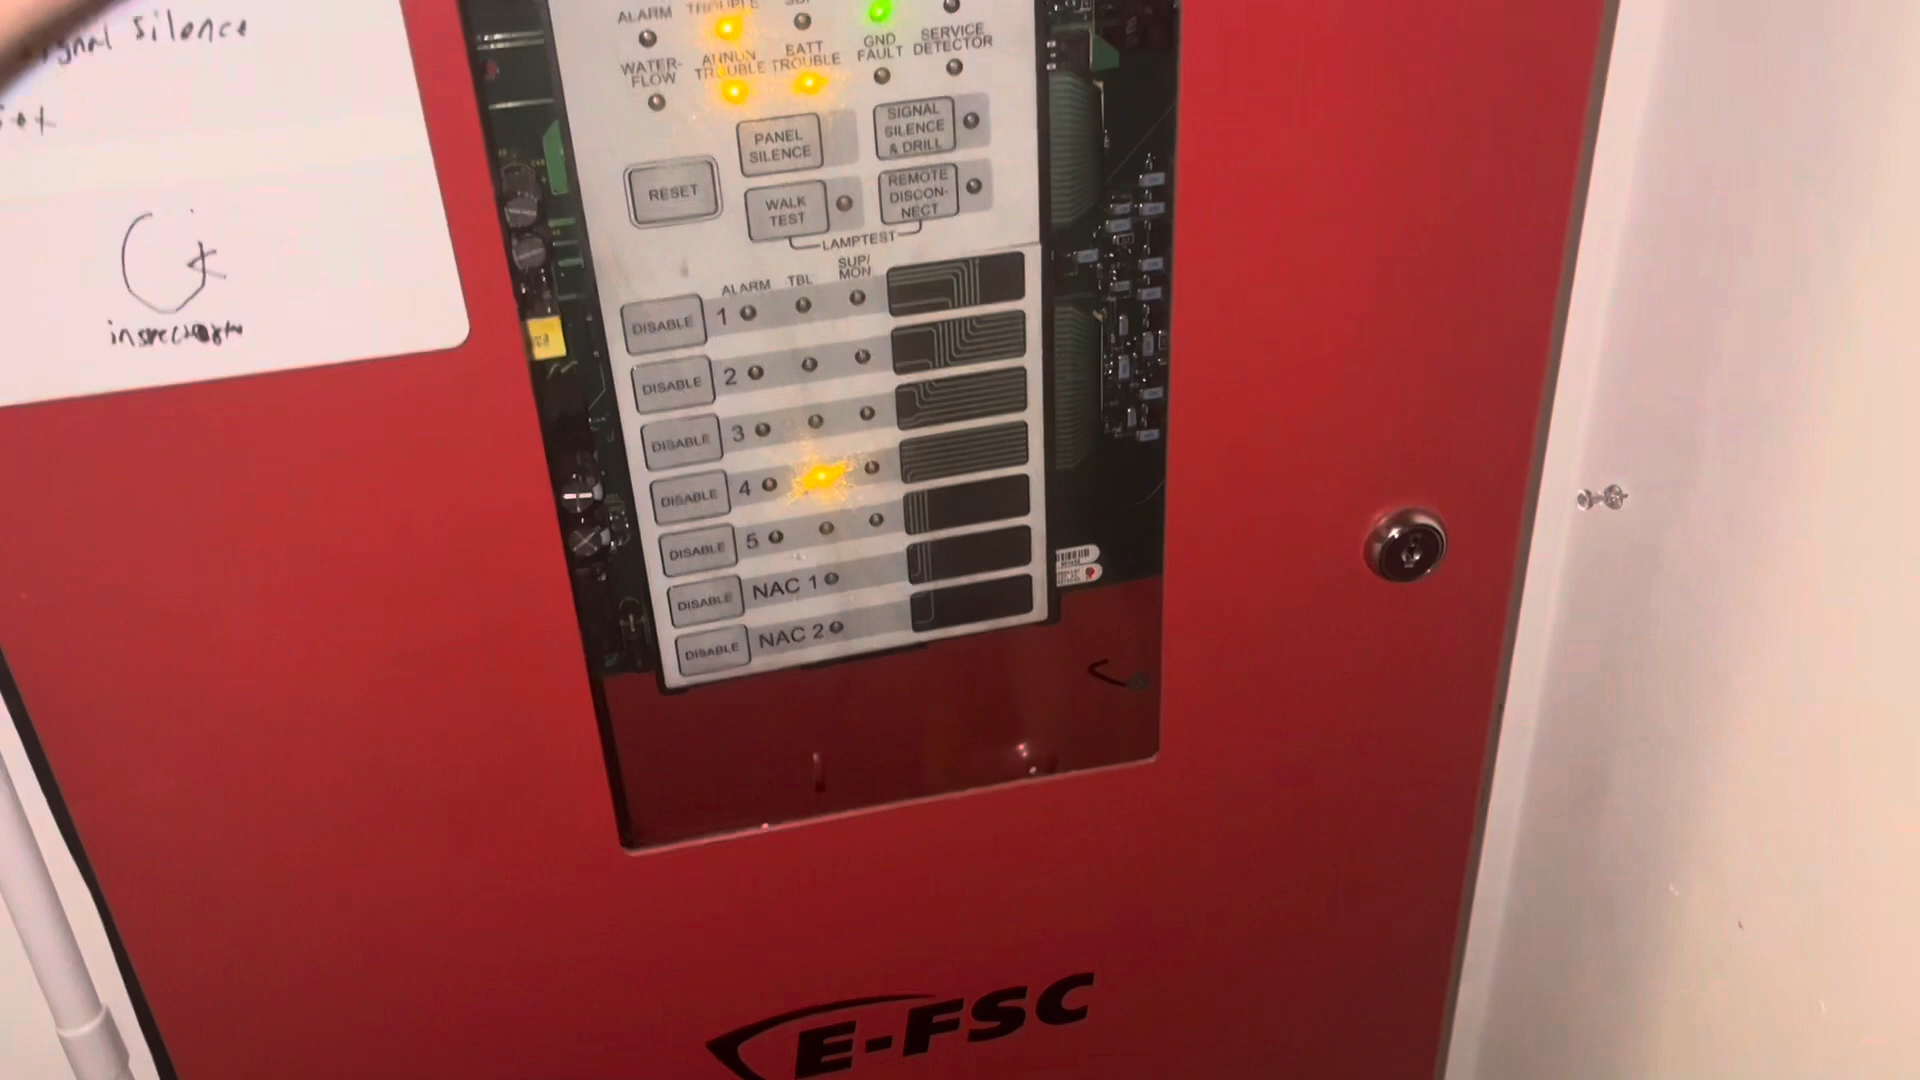 Signal Silence
ALARM
TROUBLE
WATER-
FLOW
ANNUN
TROUBLE
BATT
TROUBLE
GND
FAULT
SERVICE
DETECTOR
RESET
PANEL
SILENCE
SIGNAL
SILENCE
& DRILL
WALK
TEST
REMOTE
DISCON-
NECT
LAMPTEST
ALARM TBL SUP/
MON
DISABLE 1
DISABLE 2
DISABLE 3
DISABLE 4
DISABLE 5
DISABLE NAC 1
DISABLE NAC 2
E-FSC